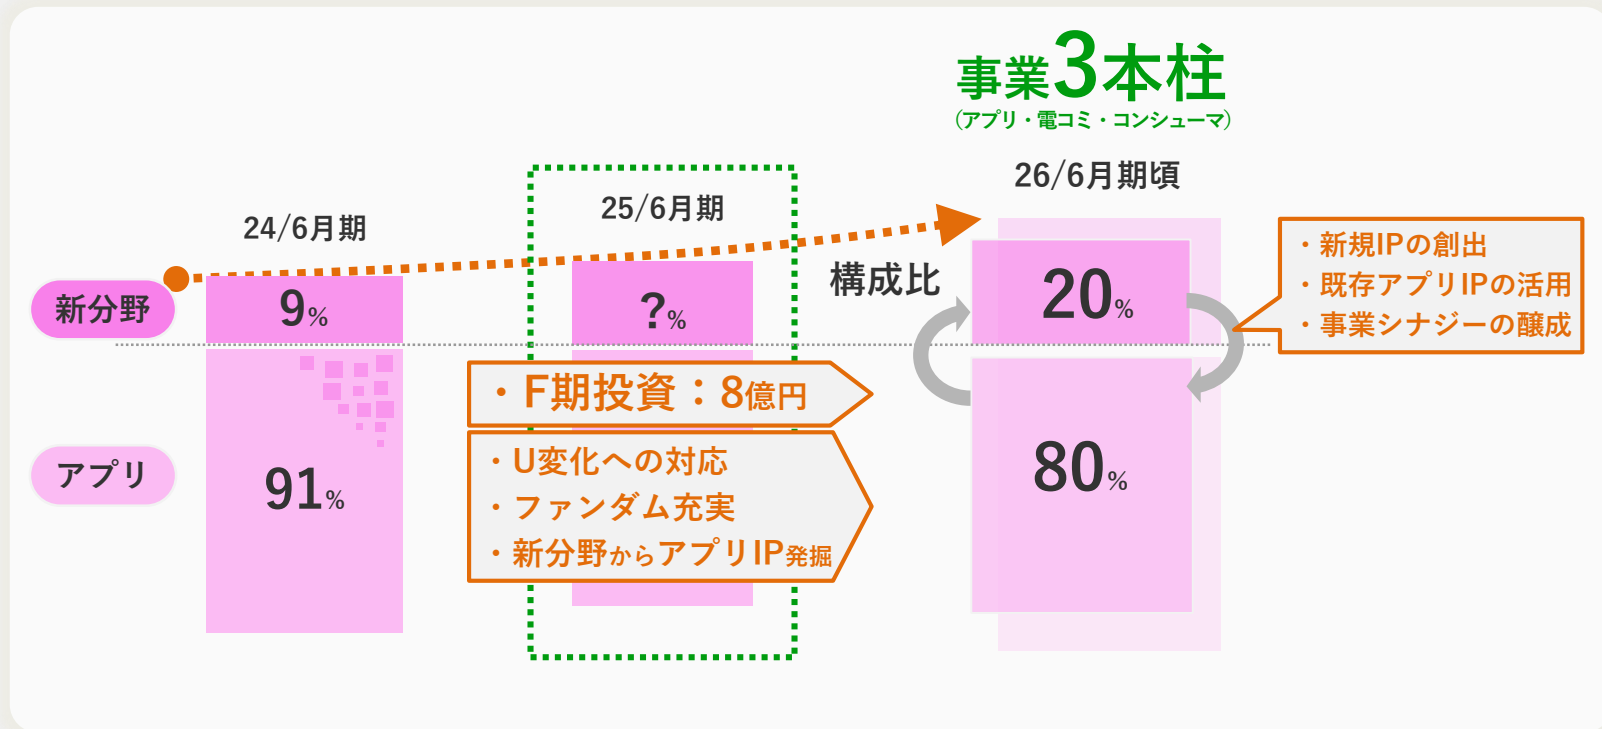 事業3本柱
（アプリ・電コミ・コンシューマ）
24/6月期
25/6月期
26/6月期頃
新分野
9%
?%
構成比
20%
・新規IPの創出
・既存アプリIPの活用
・事業シナジーの醸成
アプリ
91%
・F期投資：8億円
・U変化への対応
・ファンダム充実
・新分野からアプリIP発掘
80%